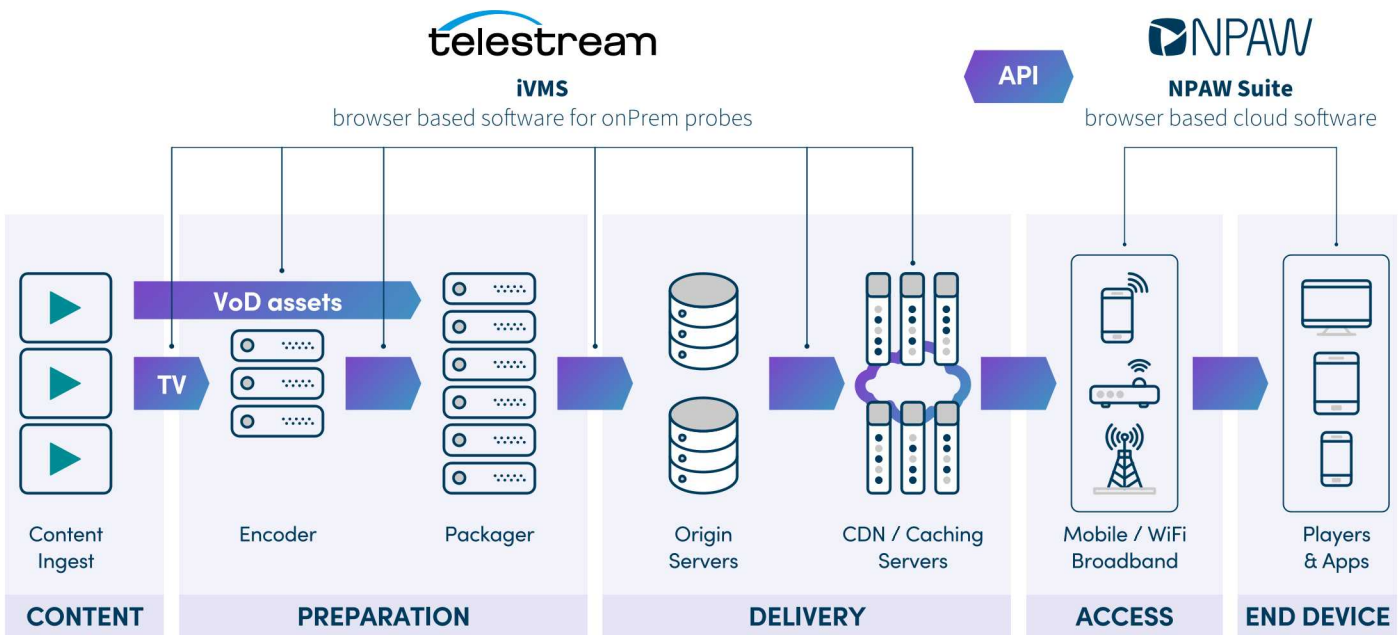 telestream
iVMS
browser based software for onPrem probes
API
NPAW
NPAW Suite
browser based cloud software
VoD assets
TV
Content
Ingest
Encoder
Packager
Origin
Servers
CDN / Caching
Servers
Mobile / WiFi
Broadband
Players
& Apps
CONTENT
PREPARATION
DELIVERY
ACCESS
END DEVICE